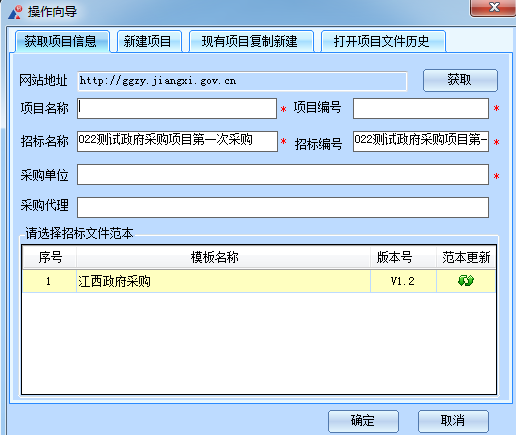 操作向导
获取项目信息 新建项目 现有项目复制新建 打开项目文件历史
网站地址 http://ggzy.jiangxi.gov.cn 获取
项目名称 * 项目编号 *
招标名称 022测试政府采购项目第一次采购 * 招标编号 022测试政府采购项目第一 *
采购单位 *
采购代理
请选择招标文件范本
序号 模板名称 版本号 范本更新
1 江西政府采购 V1.2
确定 取消